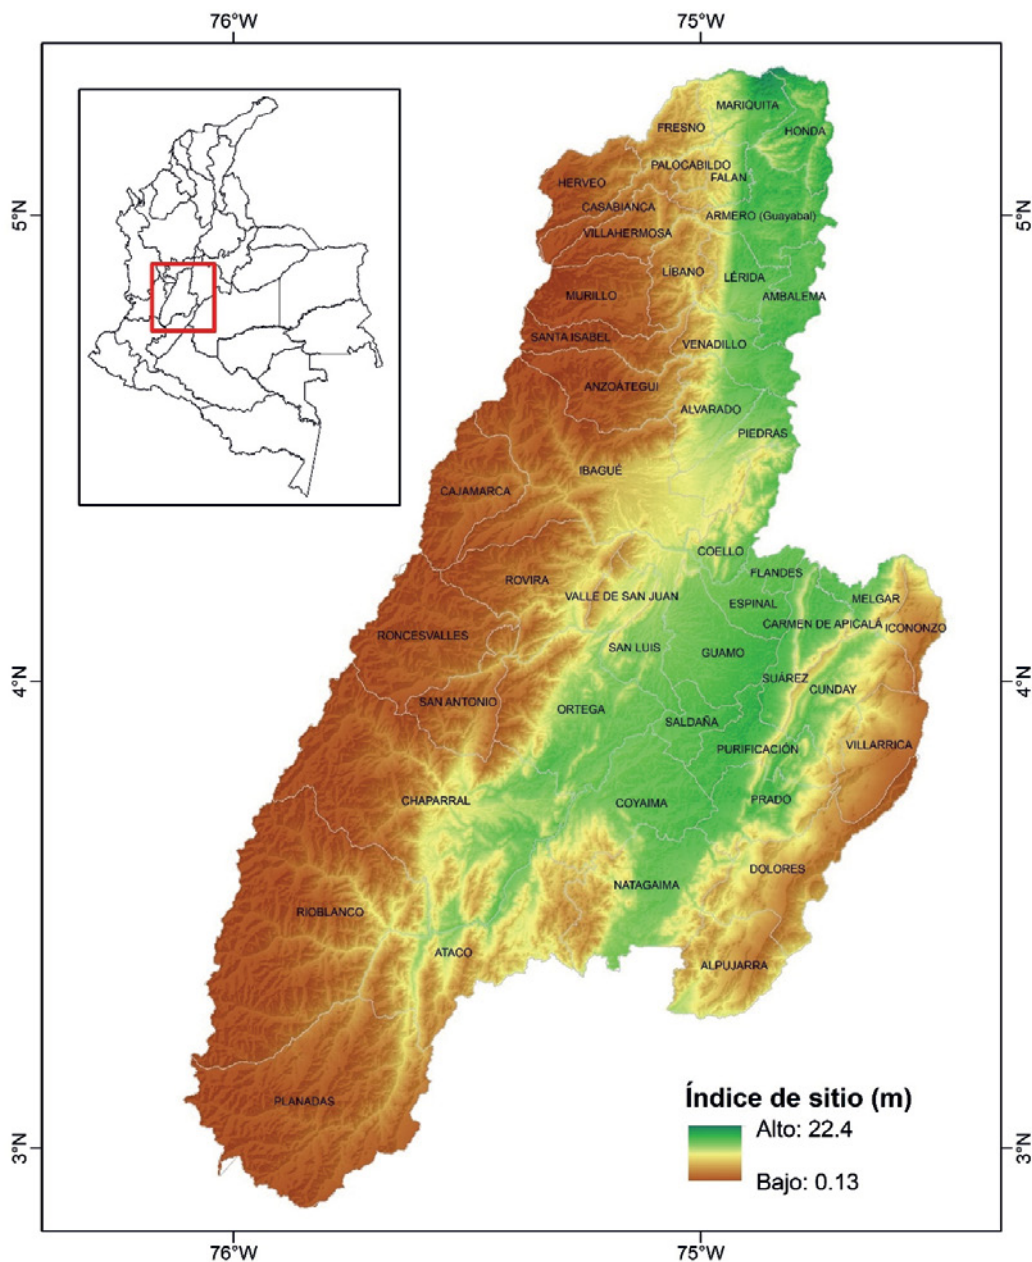 76°W
75°W
MARIQUITA
FRESNO
HONDA
PALOCABILDO
FALAN
HERVEO
CASABIANCA
5°N
5°N
ARMERO (Guayabal)
VILLAHERMOSA
LÍBANO
LÉRIDA
MURILLO
AMBALEMA
SANTA ISABEL
VENADILLO
ANZOÁTEGUI
ALVARADO
PIEDRAS
IBAGUÉ
CAJAMARCA
COELLO
FLANDES
ROVIRA
VALLE DE SAN JUAN
ESPINAL
MELGAR
CARMEN DE APICALÁ
ICONONZO
RONCESVALLES
SAN LUIS
GUAMO
4°N
4°N
SUÁREZ
CUNDAY
SAN ANTONIO
ORTEGA
SALDAÑA
PURIFICACIÓN
VILLARRICA
CHAPARRAL
COYAIMA
PRADO
DOLORES
NATAGAIMA
RIOBLANCO
ATACO
ALPUJARRA
PLANADAS
Índice de sitio (m)
Alto: 22.4
Bajo: 0.13
3°N
3°N
76°W
75°W